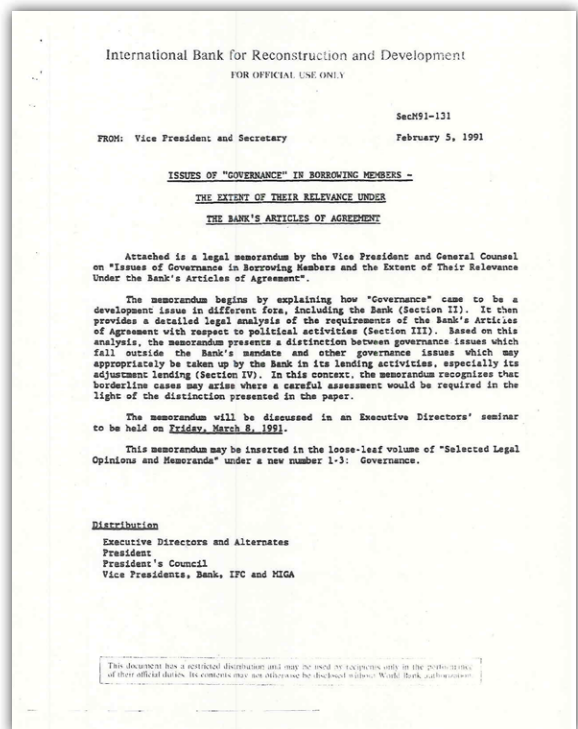 International Bank for Reconstruction and Development
FOR OFFICIAL USE ONLY
SecM91-131
FROM: Vice President and Secretary February 5, 1991
ISSUES OF "GOVERNANCE" IN BORROWING MEMBERS -
THE EXTENT OF THEIR RELEVANCE UNDER
THE BANK'S ARTICLES OF AGREEMENT
Attached is a legal memorandum by the Vice President and General Counsel
on "Issues of Governance in Borrowing Members and the Extent of Their Relevance
Under the Bank's Articles of Agreement".
The memorandum begins by explaining how "Governance" came to be a
development issue in different fora, including the Bank (Section II). It then
provides a detailed legal analysis of the requirements of the Bank's Articles
of Agreement with respect to political activities (Section III). Based on this
analysis, the memorandum presents a distinction between governance issues which
fall outside the Bank's mandate and other governance issues which may
appropriately be taken up by the Bank in its lending activities, especially its
adjustment lending (Section IV). In this context, the memorandum recognizes that
borderline cases may arise where a careful assessment would be required in the
light of the distinction presented in the paper.
The memorandum will be discussed in an Executive Directors' seminar
to be held on Friday, March 8, 1991.
This memorandum may be inserted in the loose-leaf volume of "Selected Legal
Opinions and Memoranda" under a new number 1-3: Governance.
Distribution
Executive Directors and Alternates
President
President's Council
Vice Presidents, Bank, IFC and MIGA
This document has a restricted distribution and may be used by recipients only in the performance
of their official duties. Its contents may not otherwise be disclosed without World Bank authorization.